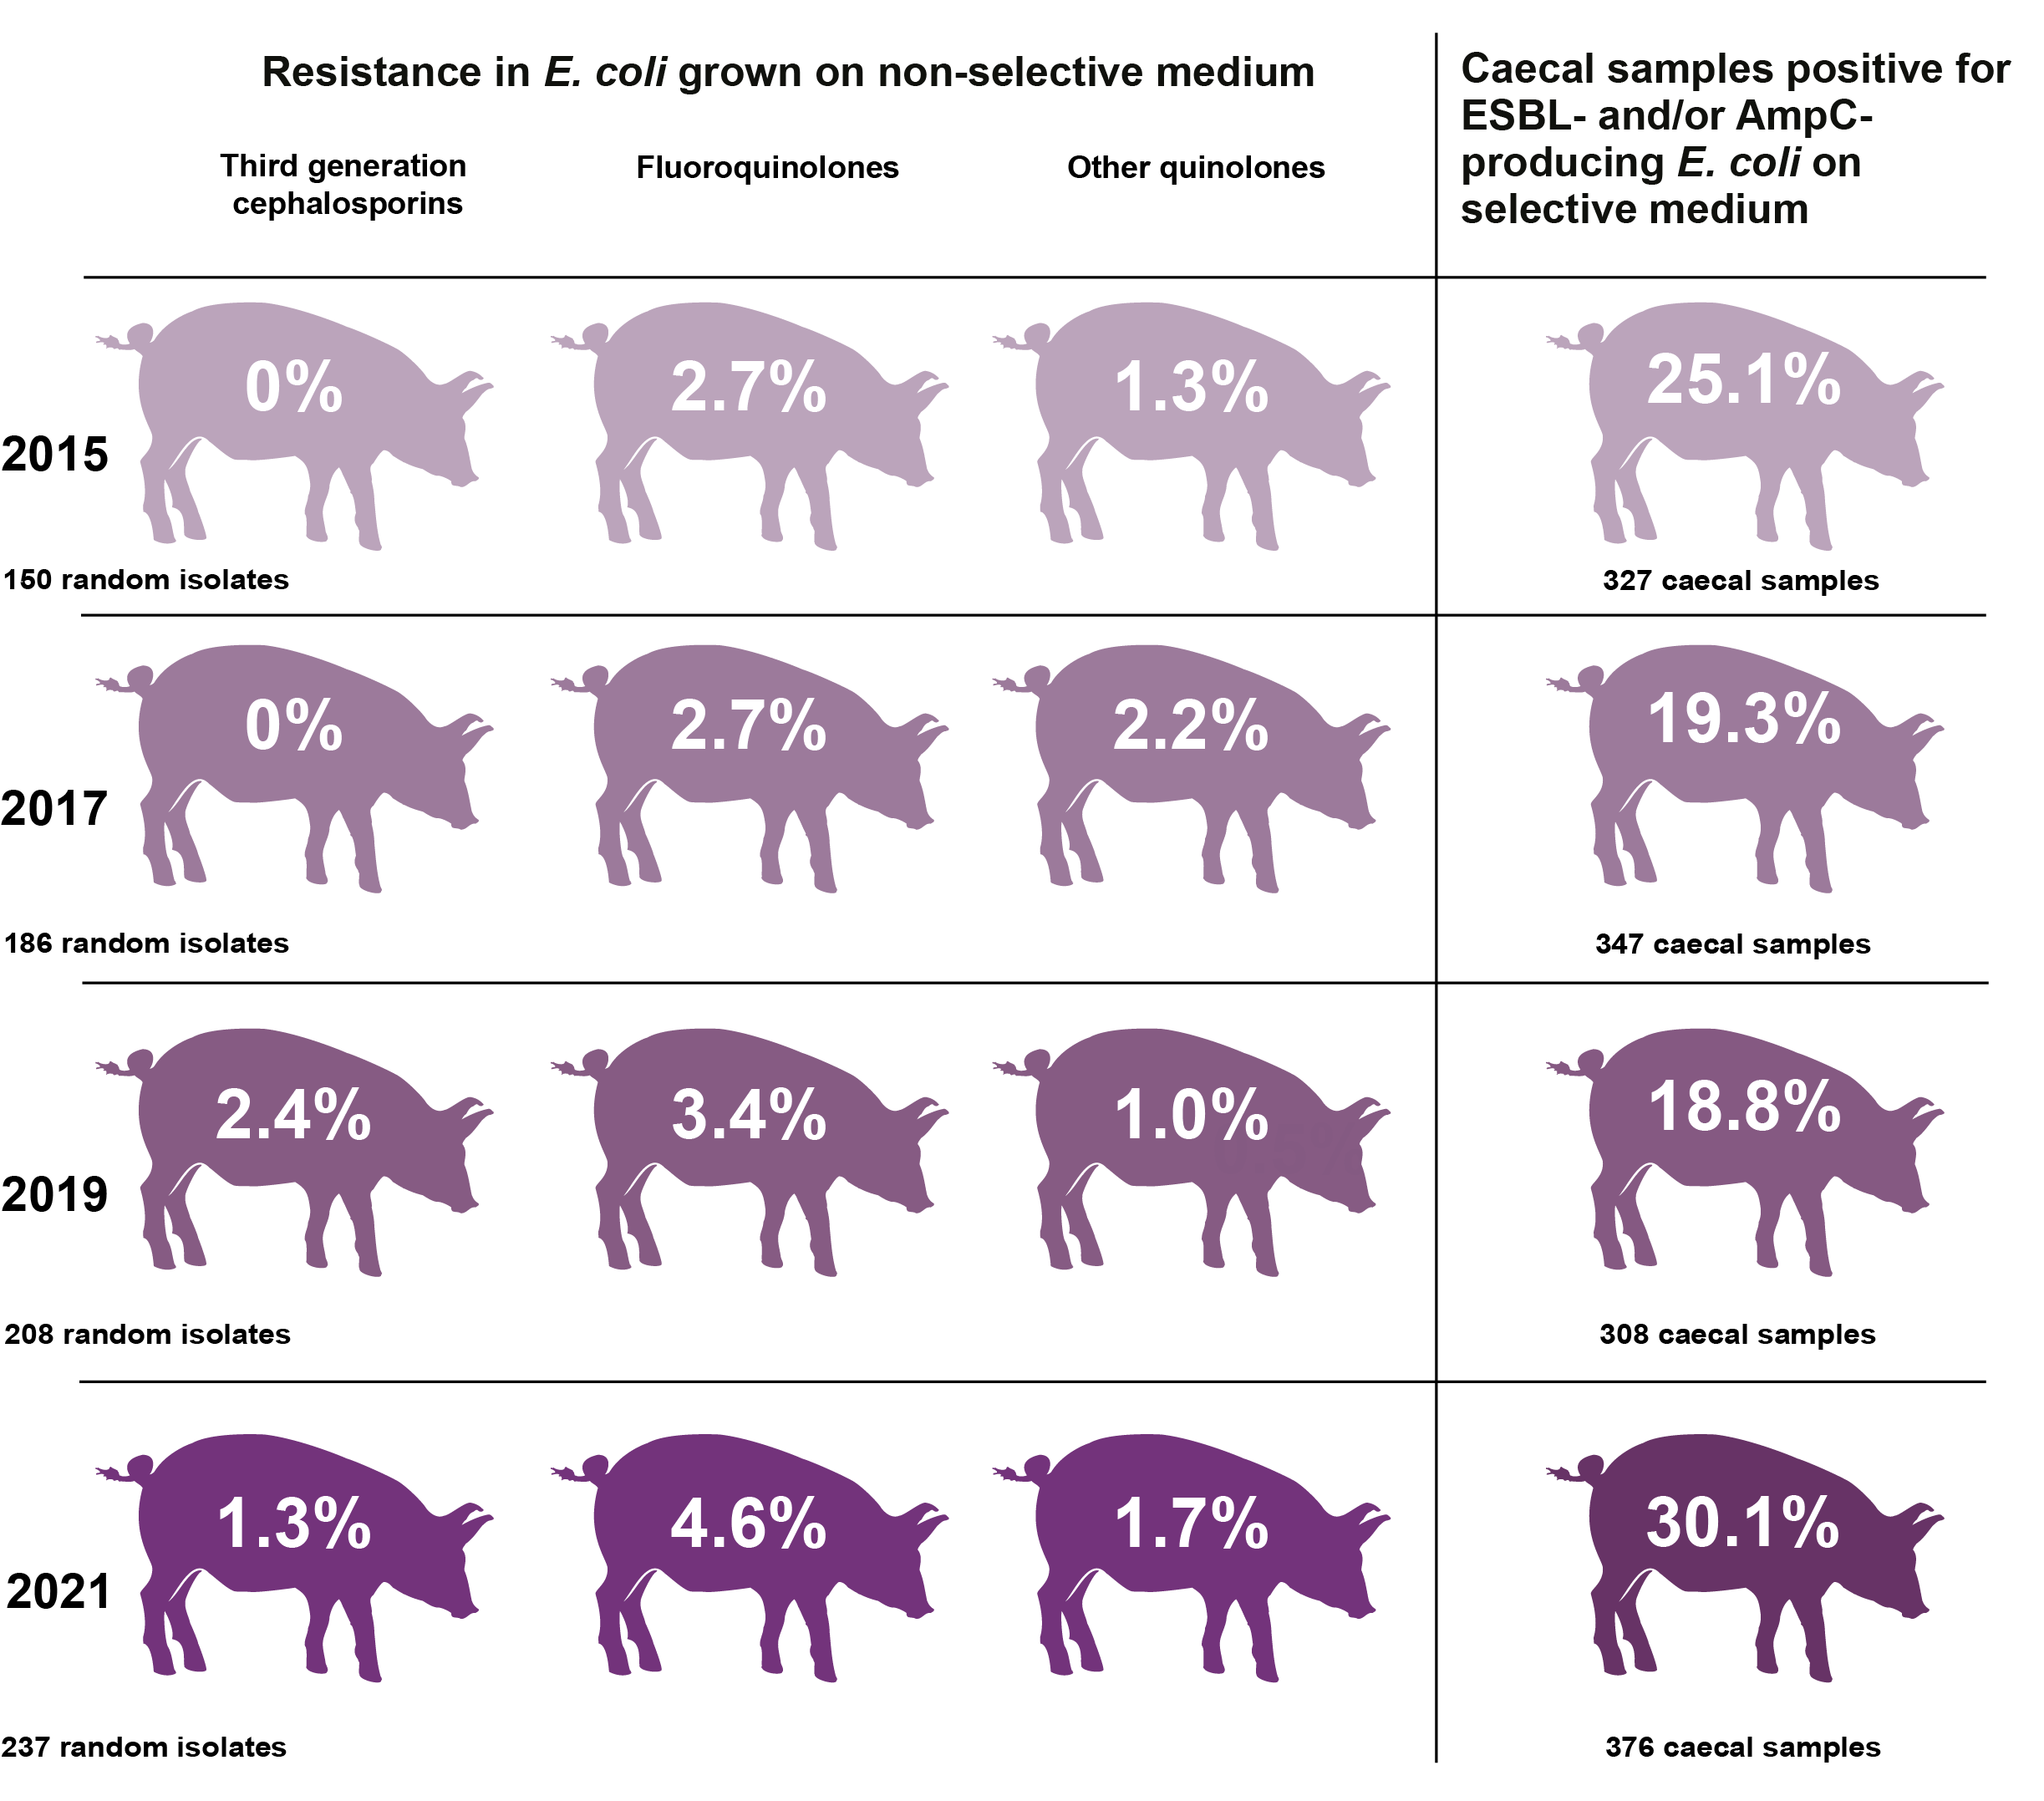 Resistance in E. coli grown on non-selective medium
Third generation
cephalosporins
Fluoroquinolones
Other quinolones
Caecal samples positive for
ESBL- and/or AmpC-
producing E. coli on
selective medium
2015
0%
2.7%
1.3%
25.1%
150 random isolates
327 caecal samples
2017
0%
2.7%
2.2%
19.3%
186 random isolates
347 caecal samples
2019
2.4%
3.4%
1.0%
18.8%
208 random isolates
308 caecal samples
2021
1.3%
4.6%
1.7%
30.1%
237 random isolates
376 caecal samples